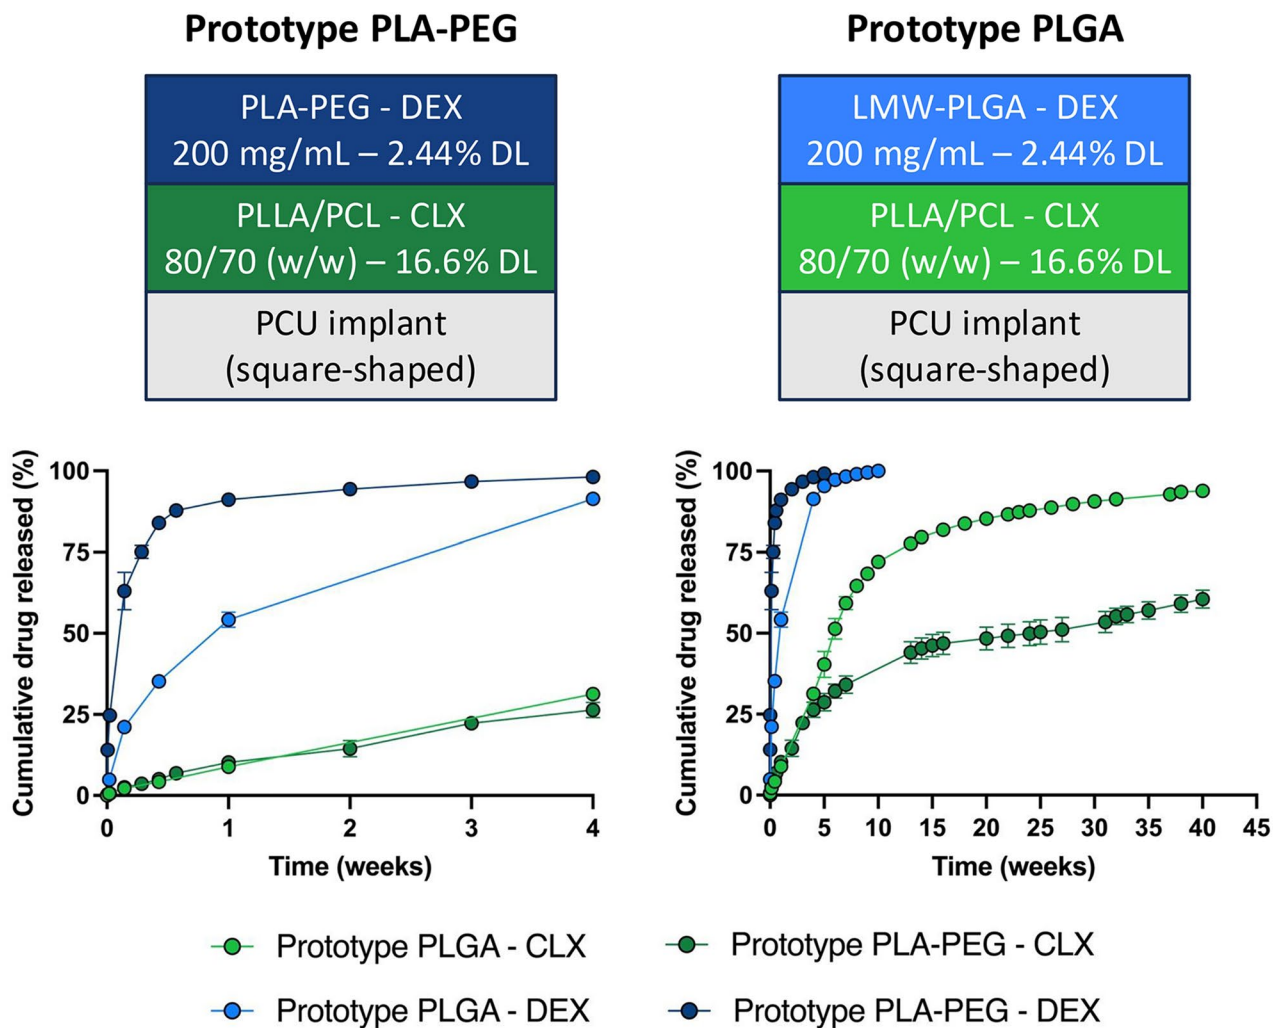 Prototype PLA-PEG
PLA-PEG - DEX
200 mg/mL – 2.44% DL
PLLA/PCL - CLX
80/70 (w/w) – 16.6% DL
PCU implant
(square-shaped)
Prototype PLGA
LMW-PLGA - DEX
200 mg/mL – 2.44% DL
PLLA/PCL - CLX
80/70 (w/w) – 16.6% DL
PCU implant
(square-shaped)
Cumulative drug released (%)
100
75
50
25
0
0 1 2 3 4
Time (weeks)
Cumulative drug released (%)
100
75
50
25
0
0 5 10 15 20 25 30 35 40 45
Time (weeks)
Prototype PLGA - CLX
Prototype PLA-PEG - CLX
Prototype PLGA - DEX
Prototype PLA-PEG - DEX